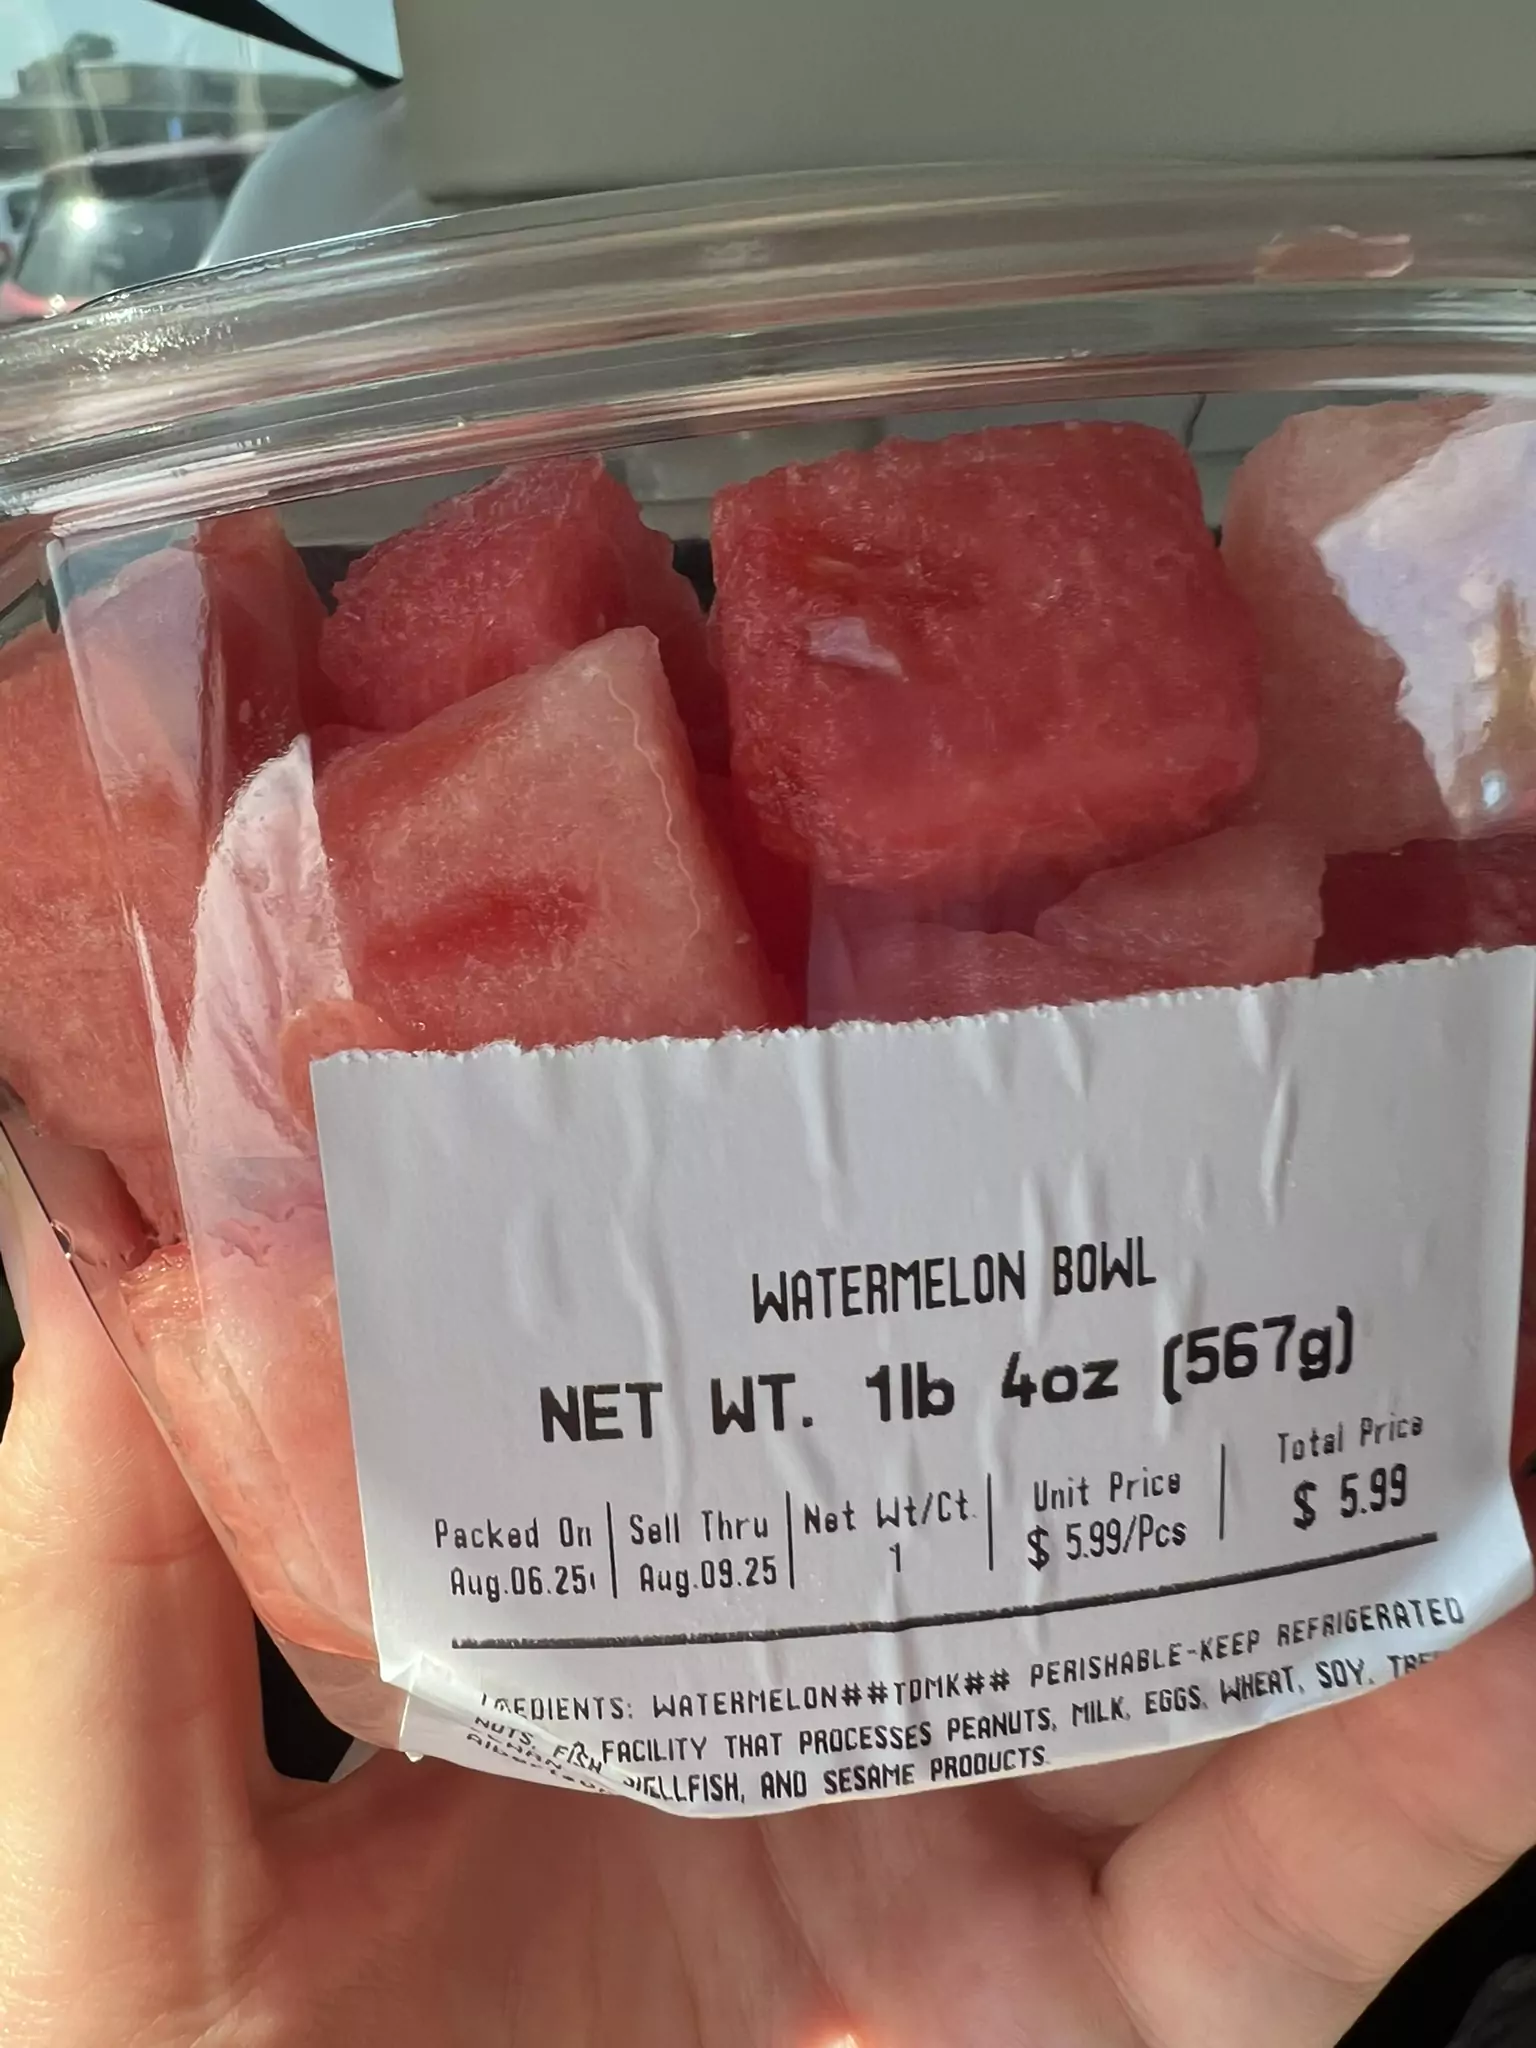 WATERMELON BOWL
NET WT. 1lb 4oz (567g)
Packed On | Sell Thru | Net Wt/Ct | Unit Price | Total Price
Aug.06.25 | Aug.09.25 | 1 | $ 5.99/Pcs | $ 5.99
WATERMELON##TDMK## PERISHABLE-KEEP REFRIGERATED
FACILITY THAT PROCESSES PEANUTS, MILK, EGGS, WHEAT, SOY,
NUTS, FISH, SHELLFISH, AND SESAME PRODUCTS.